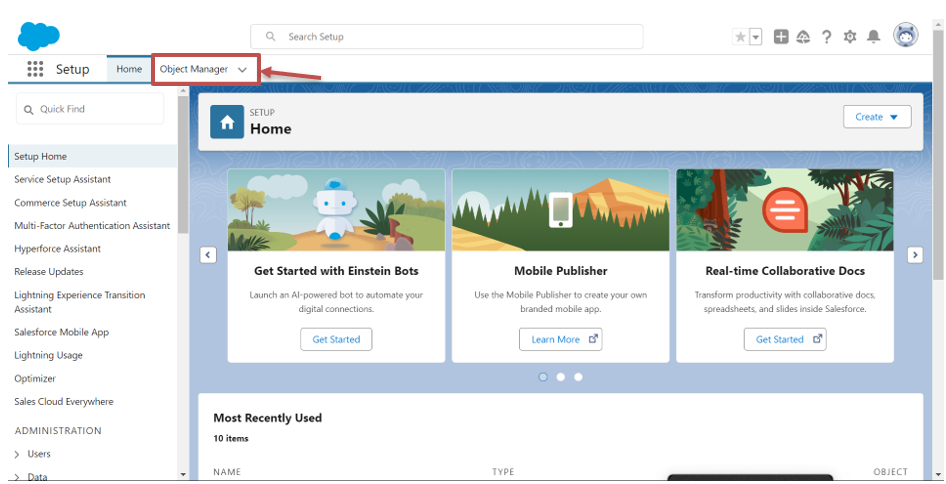 Search Setup
Setup
Home
Object Manager
Quick Find
Setup Home
Service Setup Assistant
Commerce Setup Assistant
Multi-Factor Authentication Assistant
Hyperforce Assistant
Release Updates
Lightning Experience Transition
Assistant
Salesforce Mobile App
Lightning Usage
Optimizer
Sales Cloud Everywhere
ADMINISTRATION
Users
Data
SETUP
Home
Create
Get Started with Einstein Bots
Launch an AI-powered bot to automate your
digital connections.
Get Started
Mobile Publisher
Use the Mobile Publisher to create your own
branded mobile app.
Learn More
Real-time Collaborative Docs
Transform productivity with collaborative docs,
spreadsheets, and slides inside Salesforce.
Get Started
Most Recently Used
10 items
NAME TYPE OBJECT